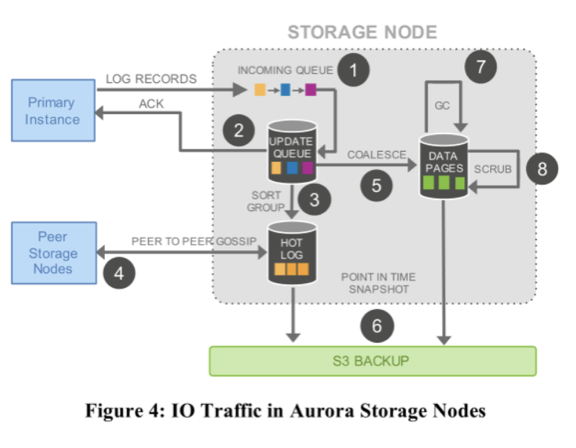 STORAGE NODE
LOG RECORDS
INCOMING QUEUE
1
7
Primary
Instance
ACK
2
UPDATE
QUEUE
COALESCE
5
GC
DATA
PAGES
SCRUB
8
SORT
GROUP
3
Peer
Storage
Nodes
PEER TO PEER GOSSIP
4
HOT
LOG
POINT IN TIME
SNAPSHOT
6
S3 BACKUP
Figure 4: IO Traffic in Aurora Storage Nodes